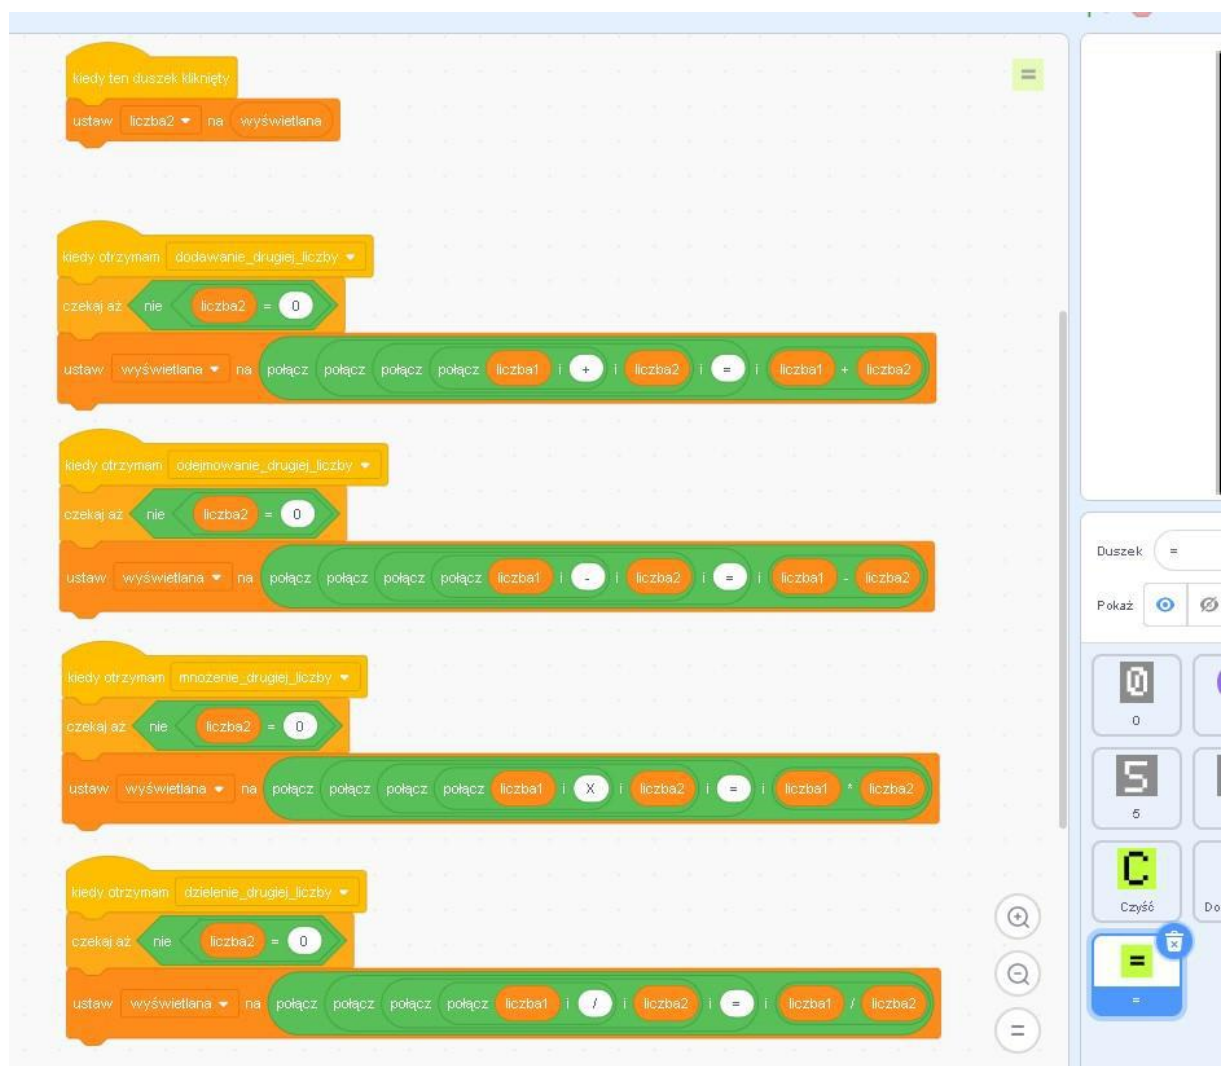 kiedy ten duszek kliknięty
=
ustaw liczba2 na wyświetlana
kiedy otrzymam dodawanie_drugiej_liczby
czekaj aż nie liczba2 = 0
ustaw wyświetlana na połącz połącz połącz połącz liczba1 i + i liczba2 i = i liczba1 + liczba2
kiedy otrzymam odejmowanie_drugiej_liczby
czekaj aż nie liczba2 = 0
ustaw wyświetlana na połącz połącz połącz połącz liczba1 i - i liczba2 i = i liczba1 - liczba2
kiedy otrzymam mnożenie_drugiej_liczby
czekaj aż nie liczba2 = 0
ustaw wyświetlana na połącz połącz połącz połącz liczba1 i X i liczba2 i = i liczba1 * liczba2
kiedy otrzymam dzielenie_drugiej_liczby
czekaj aż nie liczba2 = 0
ustaw wyświetlana na połącz połącz połącz połącz liczba1 i / i liczba2 i = i liczba1 / liczba2
=
Duszek =
Pokaż
0
0
5
5
C
Czyść
Do
=
=